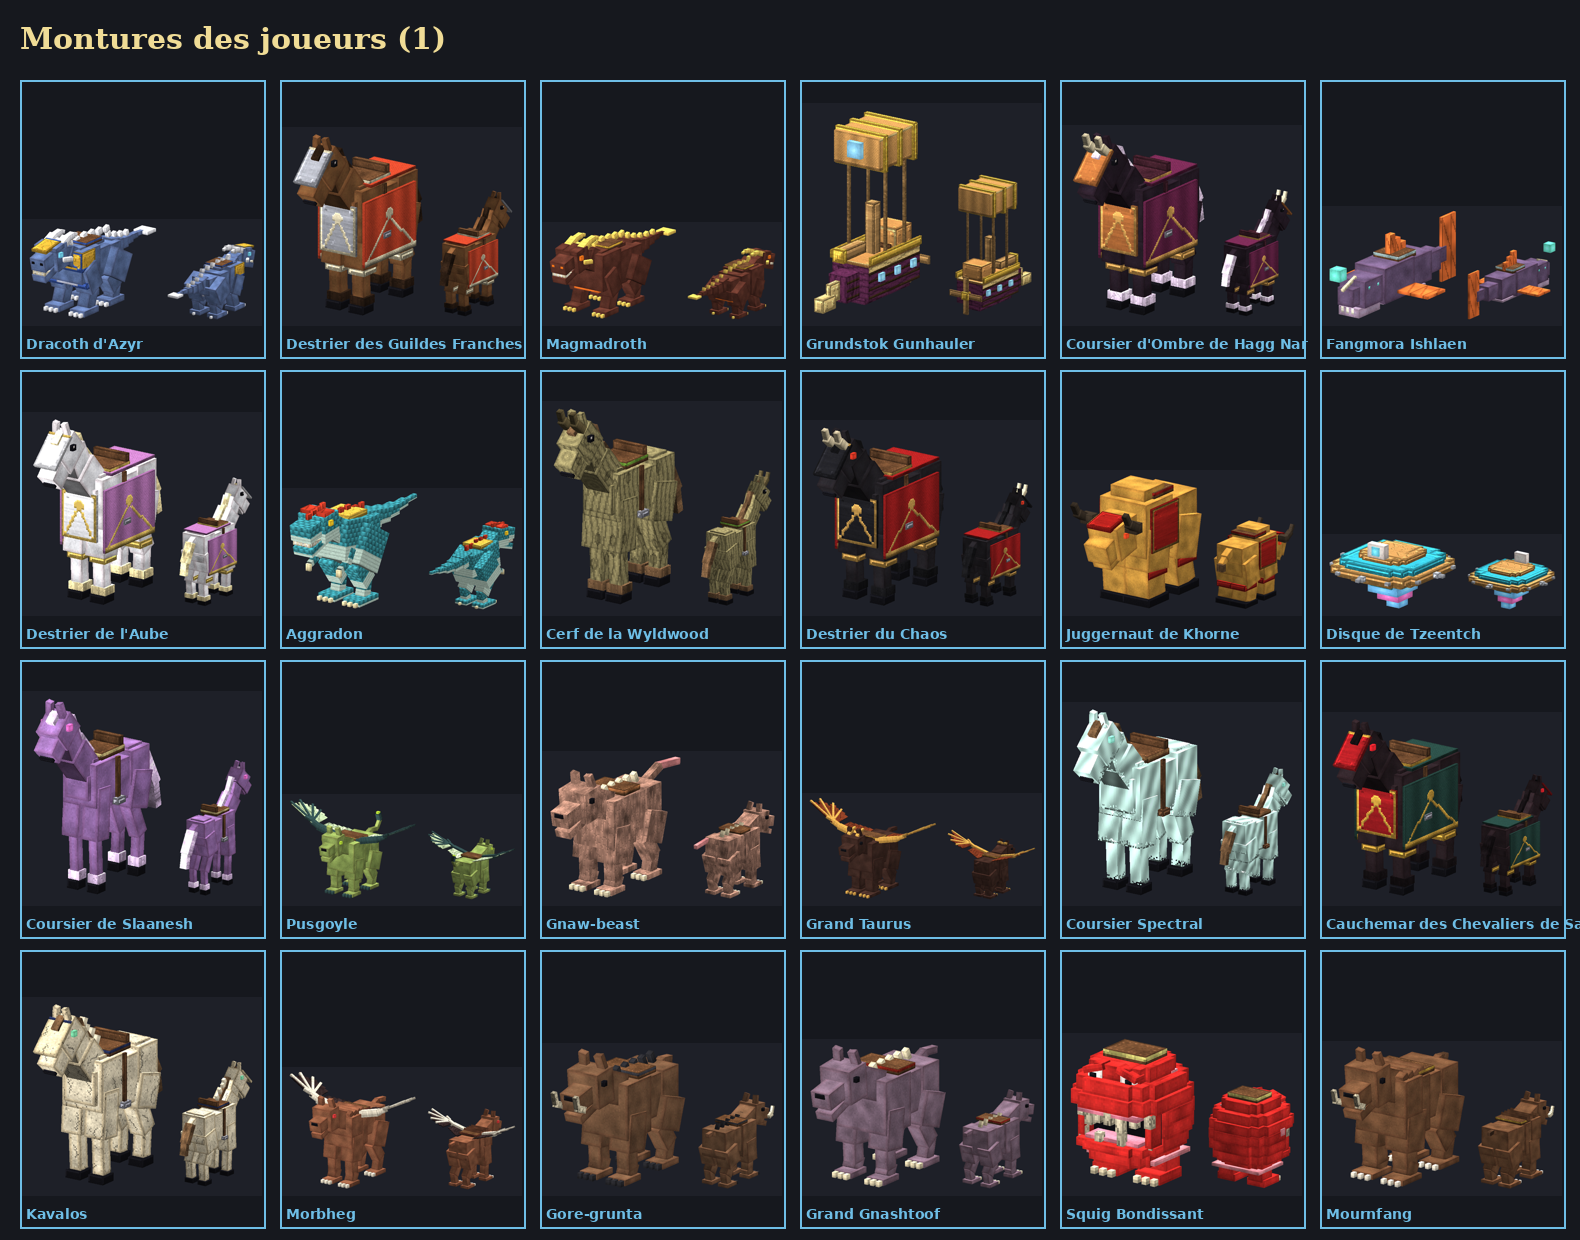 Montures des joueurs (1)
Dracoth d'Azyr
Destrier des Guildes Franches
Magmadroth
Grundstok Gunhauler
Coursier d'Ombre de Hagg Nar
Fangmora Ishlaen
Destrier de l'Aube
Aggradon
Cerf de la Wyldwood
Destrier du Chaos
Juggernaut de Khorne
Disque de Tzeentch
Coursier de Slaanesh
Pusgoyle
Gnaw-beast
Grand Taurus
Coursier Spectral
Cauchemar des Chevaliers de Sa
Kavalos
Morbheg
Gore-grunta
Grand Gnashtoof
Squig Bondissant
Mournfang